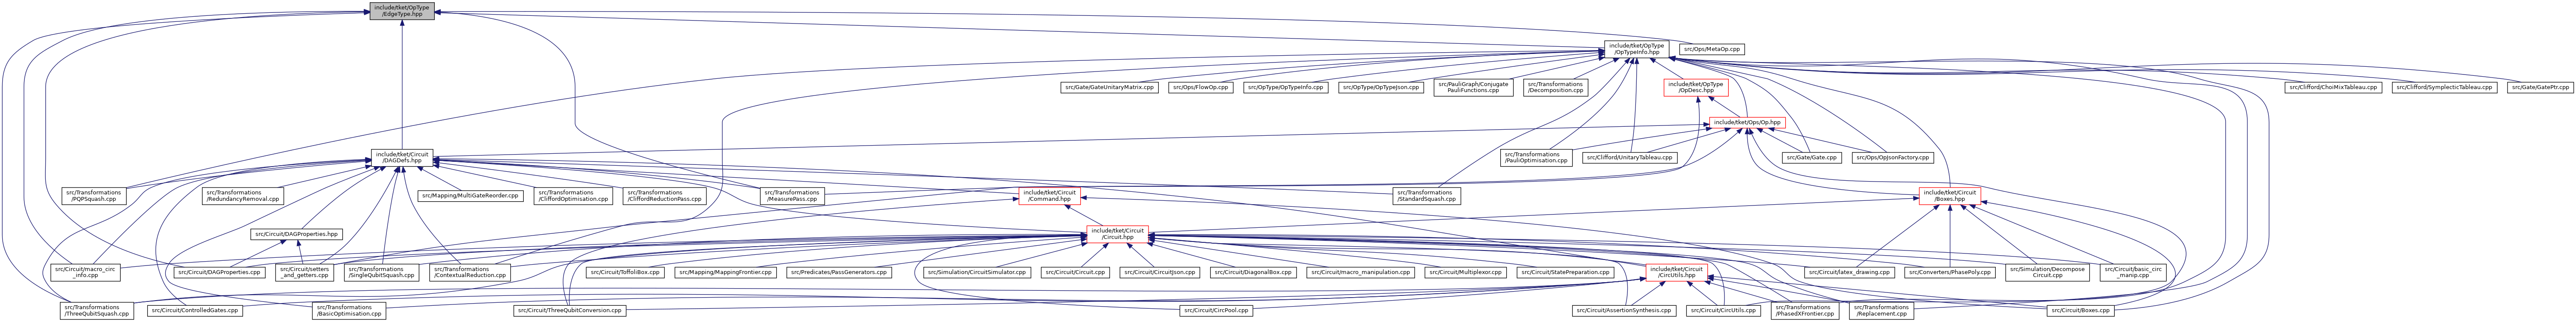 include/tket/OpType
/EdgeType.hpp
include/tket/OpType
/OpTypeInfo.hpp
src/Ops/MetaOp.cpp
src/Gate/GateUnitaryMatrix.cpp
src/Ops/FlowOp.cpp
src/OpType/OpTypeInfo.cpp
src/OpType/OpTypeJson.cpp
src/PauliGraph/Conjugate
PauliFunctions.cpp
src/Transformations
/Decomposition.cpp
include/tket/OpType
/OpDesc.hpp
src/Clifford/ChoiMixTableau.cpp
src/Clifford/SymplecticTableau.cpp
src/Gate/GatePtr.cpp
include/tket/Ops/Op.hpp
include/tket/Circuit
/DAGDefs.hpp
src/Transformations
/PauliOptimisation.cpp
src/Clifford/UnitaryTableau.cpp
src/Gate/Gate.cpp
src/Ops/OpJsonFactory.cpp
src/Transformations
/PQPSquash.cpp
src/Transformations
/RedundancyRemoval.cpp
src/Mapping/MultiGateReorder.cpp
src/Transformations
/CliffordOptimisation.cpp
src/Transformations
/CliffordReductionPass.cpp
src/Transformations
/MeasurePass.cpp
include/tket/Circuit
/Command.hpp
src/Transformations
/StandardSquash.cpp
include/tket/Circuit
/Boxes.hpp
src/Circuit/DAGProperties.hpp
include/tket/Circuit
/Circuit.hpp
src/Circuit/macro_circ
_info.cpp
src/Circuit/DAGProperties.cpp
src/Circuit/setters
_and_getters.cpp
src/Transformations
/SingleQubitSquash.cpp
src/Transformations
/ContextualReduction.cpp
src/Circuit/ToffoliBox.cpp
src/Mapping/MappingFrontier.cpp
src/Predicates/PassGenerators.cpp
src/Simulation/CircuitSimulator.cpp
src/Circuit/Circuit.cpp
src/Circuit/CircuitJson.cpp
src/Circuit/DiagonalBox.cpp
src/Circuit/macro_manipulation.cpp
src/Circuit/Multiplexor.cpp
src/Circuit/StatePreparation.cpp
include/tket/Circuit
/CircUtils.hpp
src/Circuit/latex_drawing.cpp
src/Converters/PhasePoly.cpp
src/Simulation/Decompose
Circuit.cpp
src/Circuit/basic_circ
_manip.cpp
src/Transformations
/ThreeQubitSquash.cpp
src/Circuit/ControlledGates.cpp
src/Transformations
/BasicOptimisation.cpp
src/Circuit/ThreeQubitConversion.cpp
src/Circuit/CircPool.cpp
src/Circuit/AssertionSynthesis.cpp
src/Circuit/CircUtils.cpp
src/Transformations
/PhasedXFrontier.cpp
src/Transformations
/Replacement.cpp
src/Circuit/Boxes.cpp